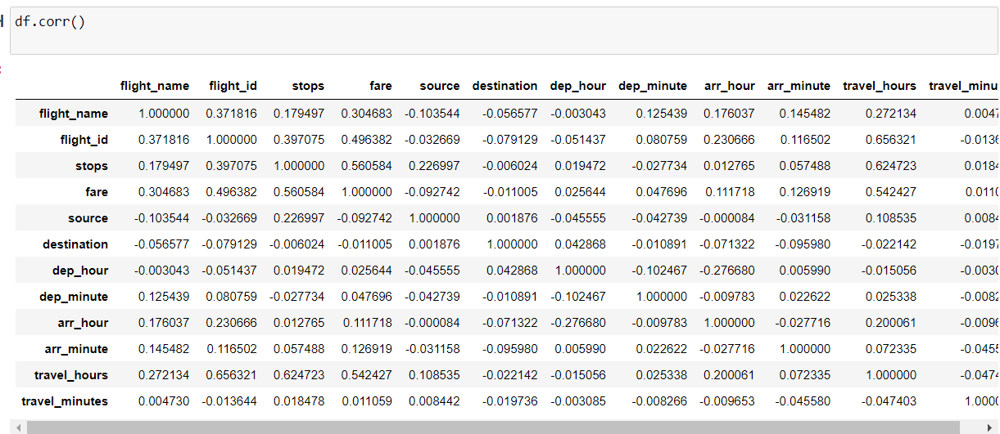 df.corr()
flight_name flight_id stops fare source destination dep_hour dep_minute arr_hour arr_minute travel_hours travel_minu
flight_name 1.000000 0.371816 0.179497 0.304683 -0.103544 -0.056577 -0.003043 0.125439 0.176037 0.145482 0.272134 0.0047
flight_id 0.371816 1.000000 0.397075 0.496382 -0.032669 -0.079129 -0.051437 0.080759 0.230666 0.116502 0.656321 -0.0136
stops 0.179497 0.397075 1.000000 0.560584 0.226997 -0.006024 0.019472 -0.027734 0.012765 0.057488 0.624723 0.0184
fare 0.304683 0.496382 0.560584 1.000000 -0.092742 -0.011005 0.025644 0.047696 0.111718 0.126919 0.542427 0.0110
source -0.103544 -0.032669 0.226997 -0.092742 1.000000 0.001876 -0.045555 -0.042739 -0.000084 -0.031158 0.108535 0.0084
destination -0.056577 -0.079129 -0.006024 -0.011005 0.001876 1.000000 0.042868 -0.010891 -0.071322 -0.095980 -0.022142 -0.0197
dep_hour -0.003043 -0.051437 0.019472 0.025644 -0.045555 0.042868 1.000000 -0.102467 -0.276680 0.005990 -0.015056 -0.0030
dep_minute 0.125439 0.080759 -0.027734 0.047696 -0.042739 -0.010891 -0.102467 1.000000 -0.009783 0.022622 0.025338 -0.0082
arr_hour 0.176037 0.230666 0.012765 0.111718 -0.000084 -0.071322 -0.276680 -0.009783 1.000000 -0.027716 0.200061 -0.0096
arr_minute 0.145482 0.116502 0.057488 0.126919 -0.031158 -0.095980 0.005990 0.022622 -0.027716 1.000000 0.072335 -0.0455
travel_hours 0.272134 0.656321 0.624723 0.542427 0.108535 -0.022142 -0.015056 0.025338 0.200061 0.072335 1.000000 -0.0474
travel_minutes 0.004730 -0.013644 0.018478 0.011059 0.008442 -0.019736 -0.003085 -0.008266 -0.009653 -0.045580 -0.047403 1.0000